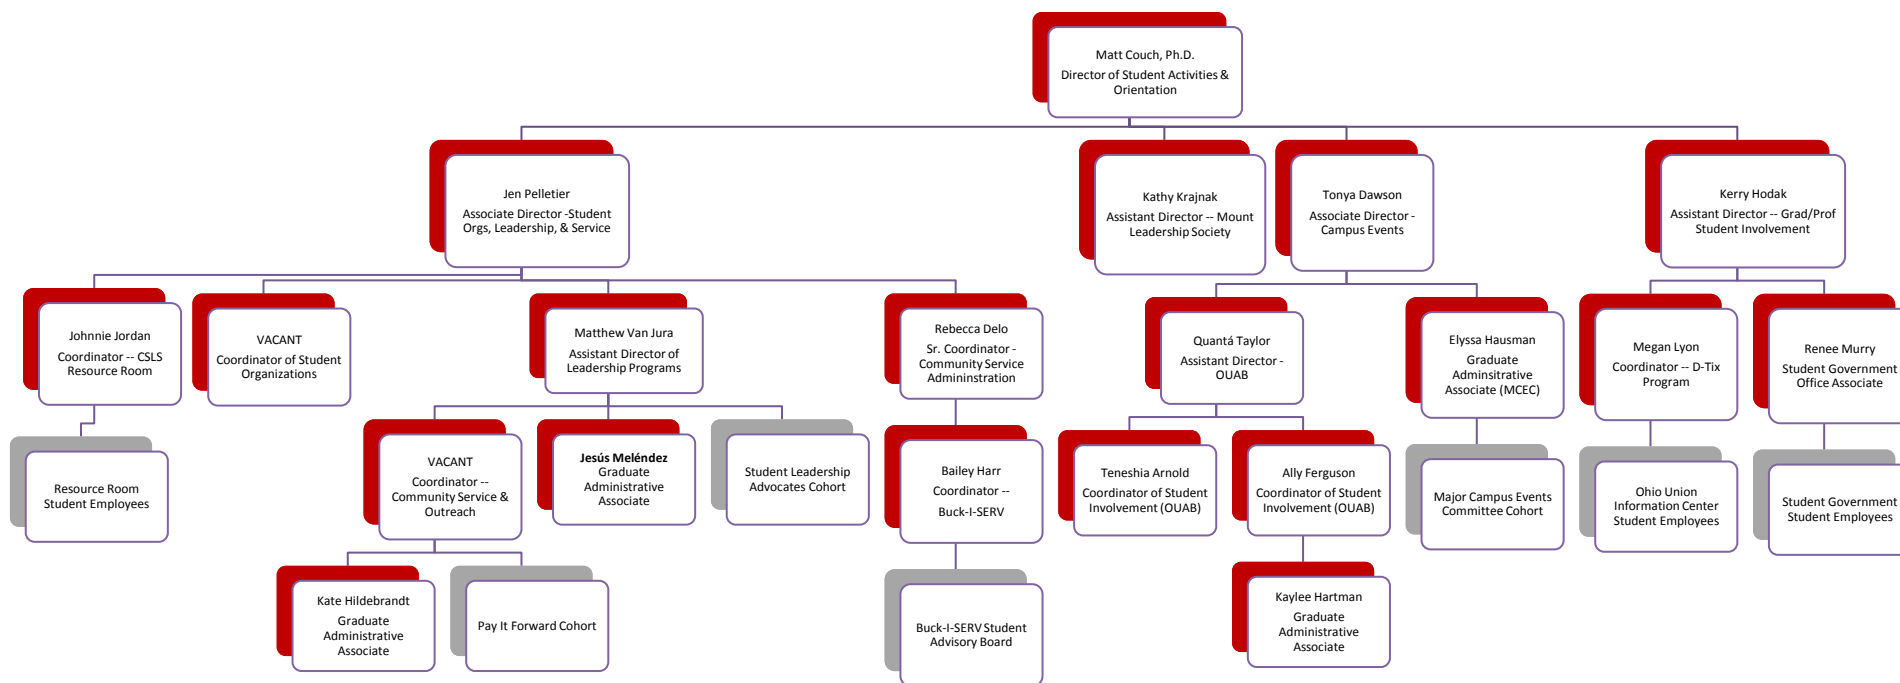 Matt Couch, Ph.D.
Director of Student Activities &
Orientation
Jen Pelletier
Associate Director -Student
Orgs, Leadership, & Service
Kathy Krajnak
Assistant Director -- Mount
Leadership Society
Tonya Dawson
Associate Director -
Campus Events
Kerry Hodak
Assistant Director -- Grad/Prof
Student Involvement
Johnnie Jordan
Coordinator -- CSLS
Resource Room
VACANT
Coordinator of Student
Organizations
Matthew Van Jura
Assistant Director of
Leadership Programs
Rebecca Delo
Sr. Coordinator -
Community Service
Admininstration
Quantá Taylor
Assistant Director -
OUAB
Elyssa Hausman
Graduate
Adminsitrative
Associate (MCEC)
Megan Lyon
Coordinator -- D-Tix
Program
Renee Murry
Student Government
Office Associate
Resource Room
Student Employees
VACANT
Coordinator --
Community Service &
Outreach
Jesús Meléndez
Graduate
Administrative
Associate
Student Leadership
Advocates Cohort
Bailey Harr
Coordinator --
Buck-I-SERV
Teneshia Arnold
Coordinator of Student
Involvement (OUAB)
Ally Ferguson
Coordinator of Student
Involvement (OUAB)
Major Campus Events
Committee Cohort
Ohio Union
Information Center
Student Employees
Student Government
Student Employees
Kate Hildebrandt
Graduate
Administrative
Associate
Pay It Forward Cohort
Buck-I-SERV Student
Advisory Board
Kaylee Hartman
Graduate
Administrative
Associate